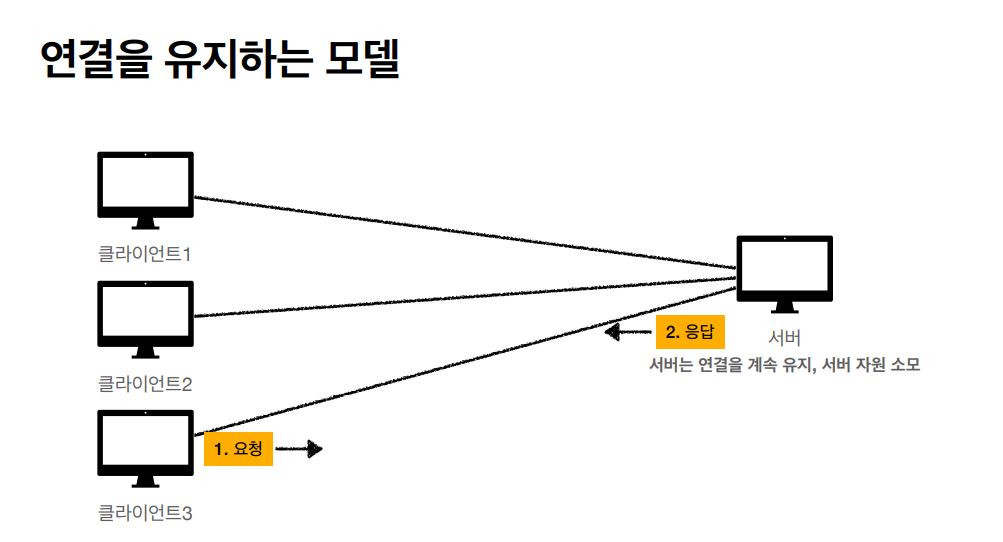 연결을 유지하는 모델
클라이언트1
클라이언트2
2. 응답
서버
서버는 연결을 계속 유지, 서버 자원 소모
1. 요청
클라이언트3